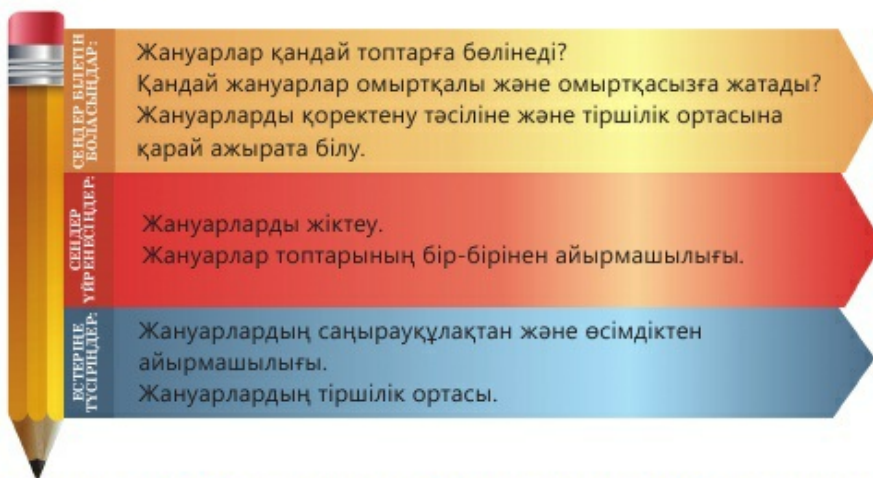 СЕНДЕР БІЛЕТІН
БОЛАСЫҢДАР:
Жануарлар қандай топтарға бөлінеді?
Қандай жануарлар омыртқалы және омыртқасызға жатады?
Жануарларды қоректену тәсіліне және тіршілік ортасына
қарай ажырата білу.
СЕНДЕР
ҮЙРЕНЕСІҢДЕР:
Жануарларды жіктеу.
Жануарлар топтарының бір-бірінен айырмашылығы.
ЕСТЕРІҢЕ
ТҮСІРІҢДЕР:
Жануарлардың саңырауқұлақтан және өсімдіктен
айырмашылығы.
Жануарлардың тіршілік ортасы.